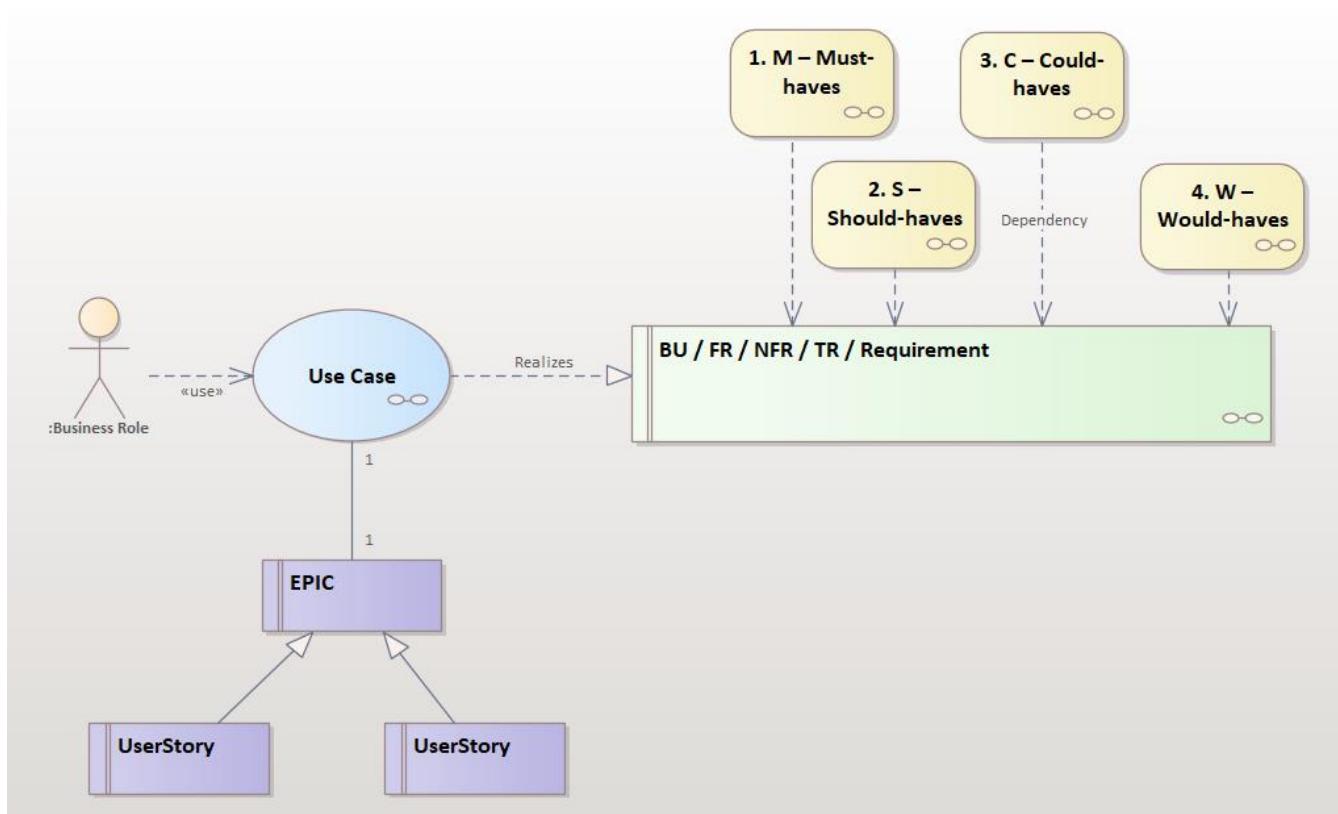 1. M – Must-
haves
3. C – Could-
haves
2. S –
Should-haves
4. W –
Would-haves
Dependency
BU / FR / NFR / TR / Requirement
Realizes
Use Case
«use»
:Business Role
1
1
EPIC
UserStory
UserStory